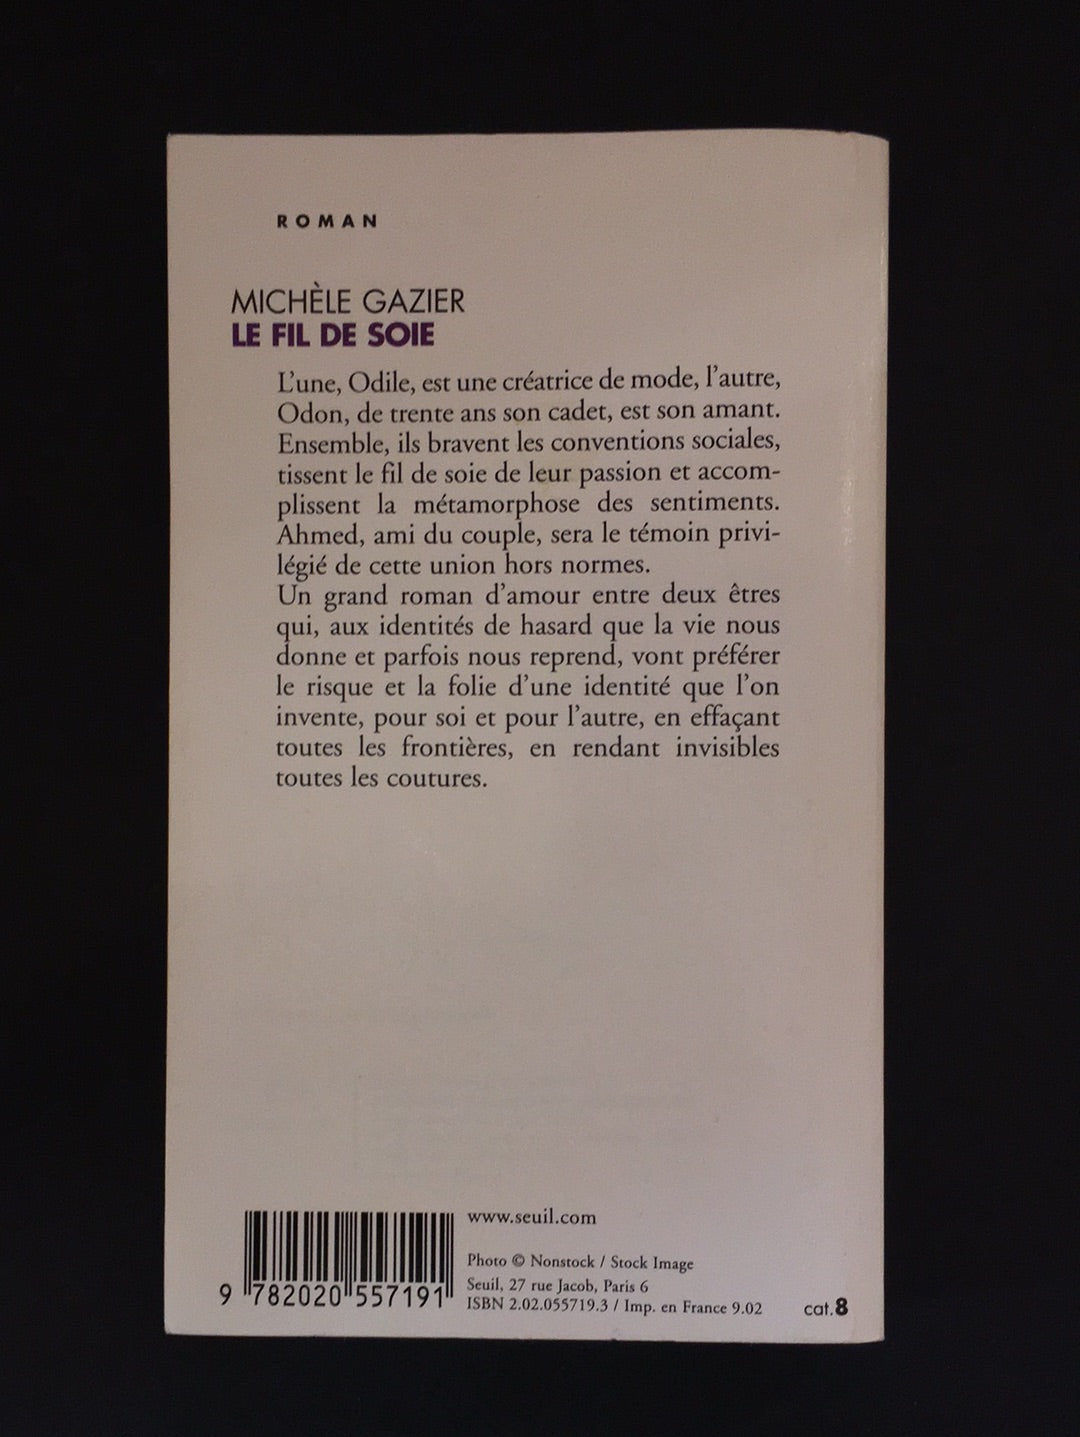 ROMAN
MICHÈLE GAZIER
LE FIL DE SOIE
L'une, Odile, est une créatrice de mode, l'autre,
Odon, de trente ans son cadet, est son amant.
Ensemble, ils bravent les conventions sociales,
tissent le fil de soie de leur passion et accom-
plissent la métamorphose des sentiments.
Ahmed, ami du couple, sera le témoin privi-
légié de cette union hors normes.
Un grand roman d'amour entre deux êtres
qui, aux identités de hasard que la vie nous
donne et parfois nous reprend, vont préférer
le risque et la folie d'une identité que l'on
invente, pour soi et pour l'autre, en effaçant
toutes les frontières, en rendant invisibles
toutes les coutures.
www.seuil.com
Photo © Nonstock / Stock Image
Seuil, 27 rue Jacob, Paris 6
ISBN 2.02.055719.3 / Imp. en France 9.02
cat.8
9 782020 557191